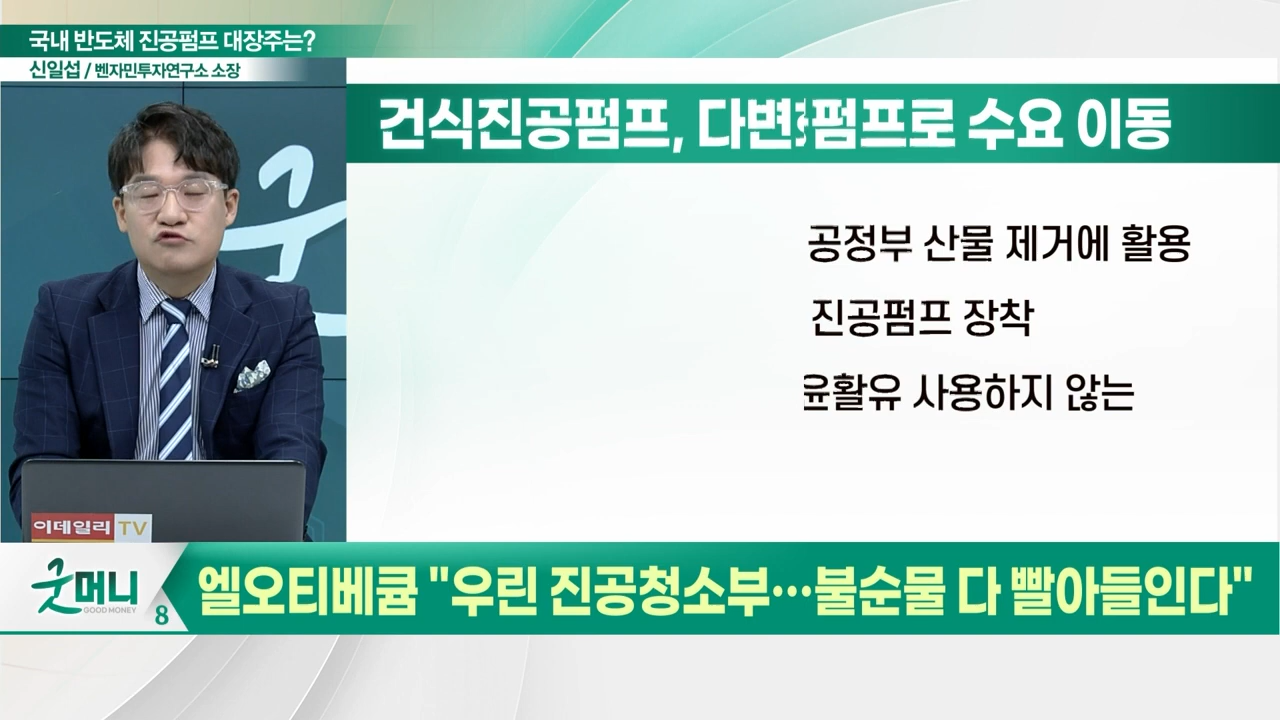 국내 반도체 진공펌프 대장주는?
신일섭 / 벤자민투자연구소 소장
건식진공펌프, 다변 펌프로 수요 이동
공정부 산물 제거에 활용
진공펌프 장착
윤활유 사용하지 않는
이데일리 TV
굿머니
GOOD MONEY
8
엘오티베큠 "우린 진공청소부…불순물 다 빨아들인다"